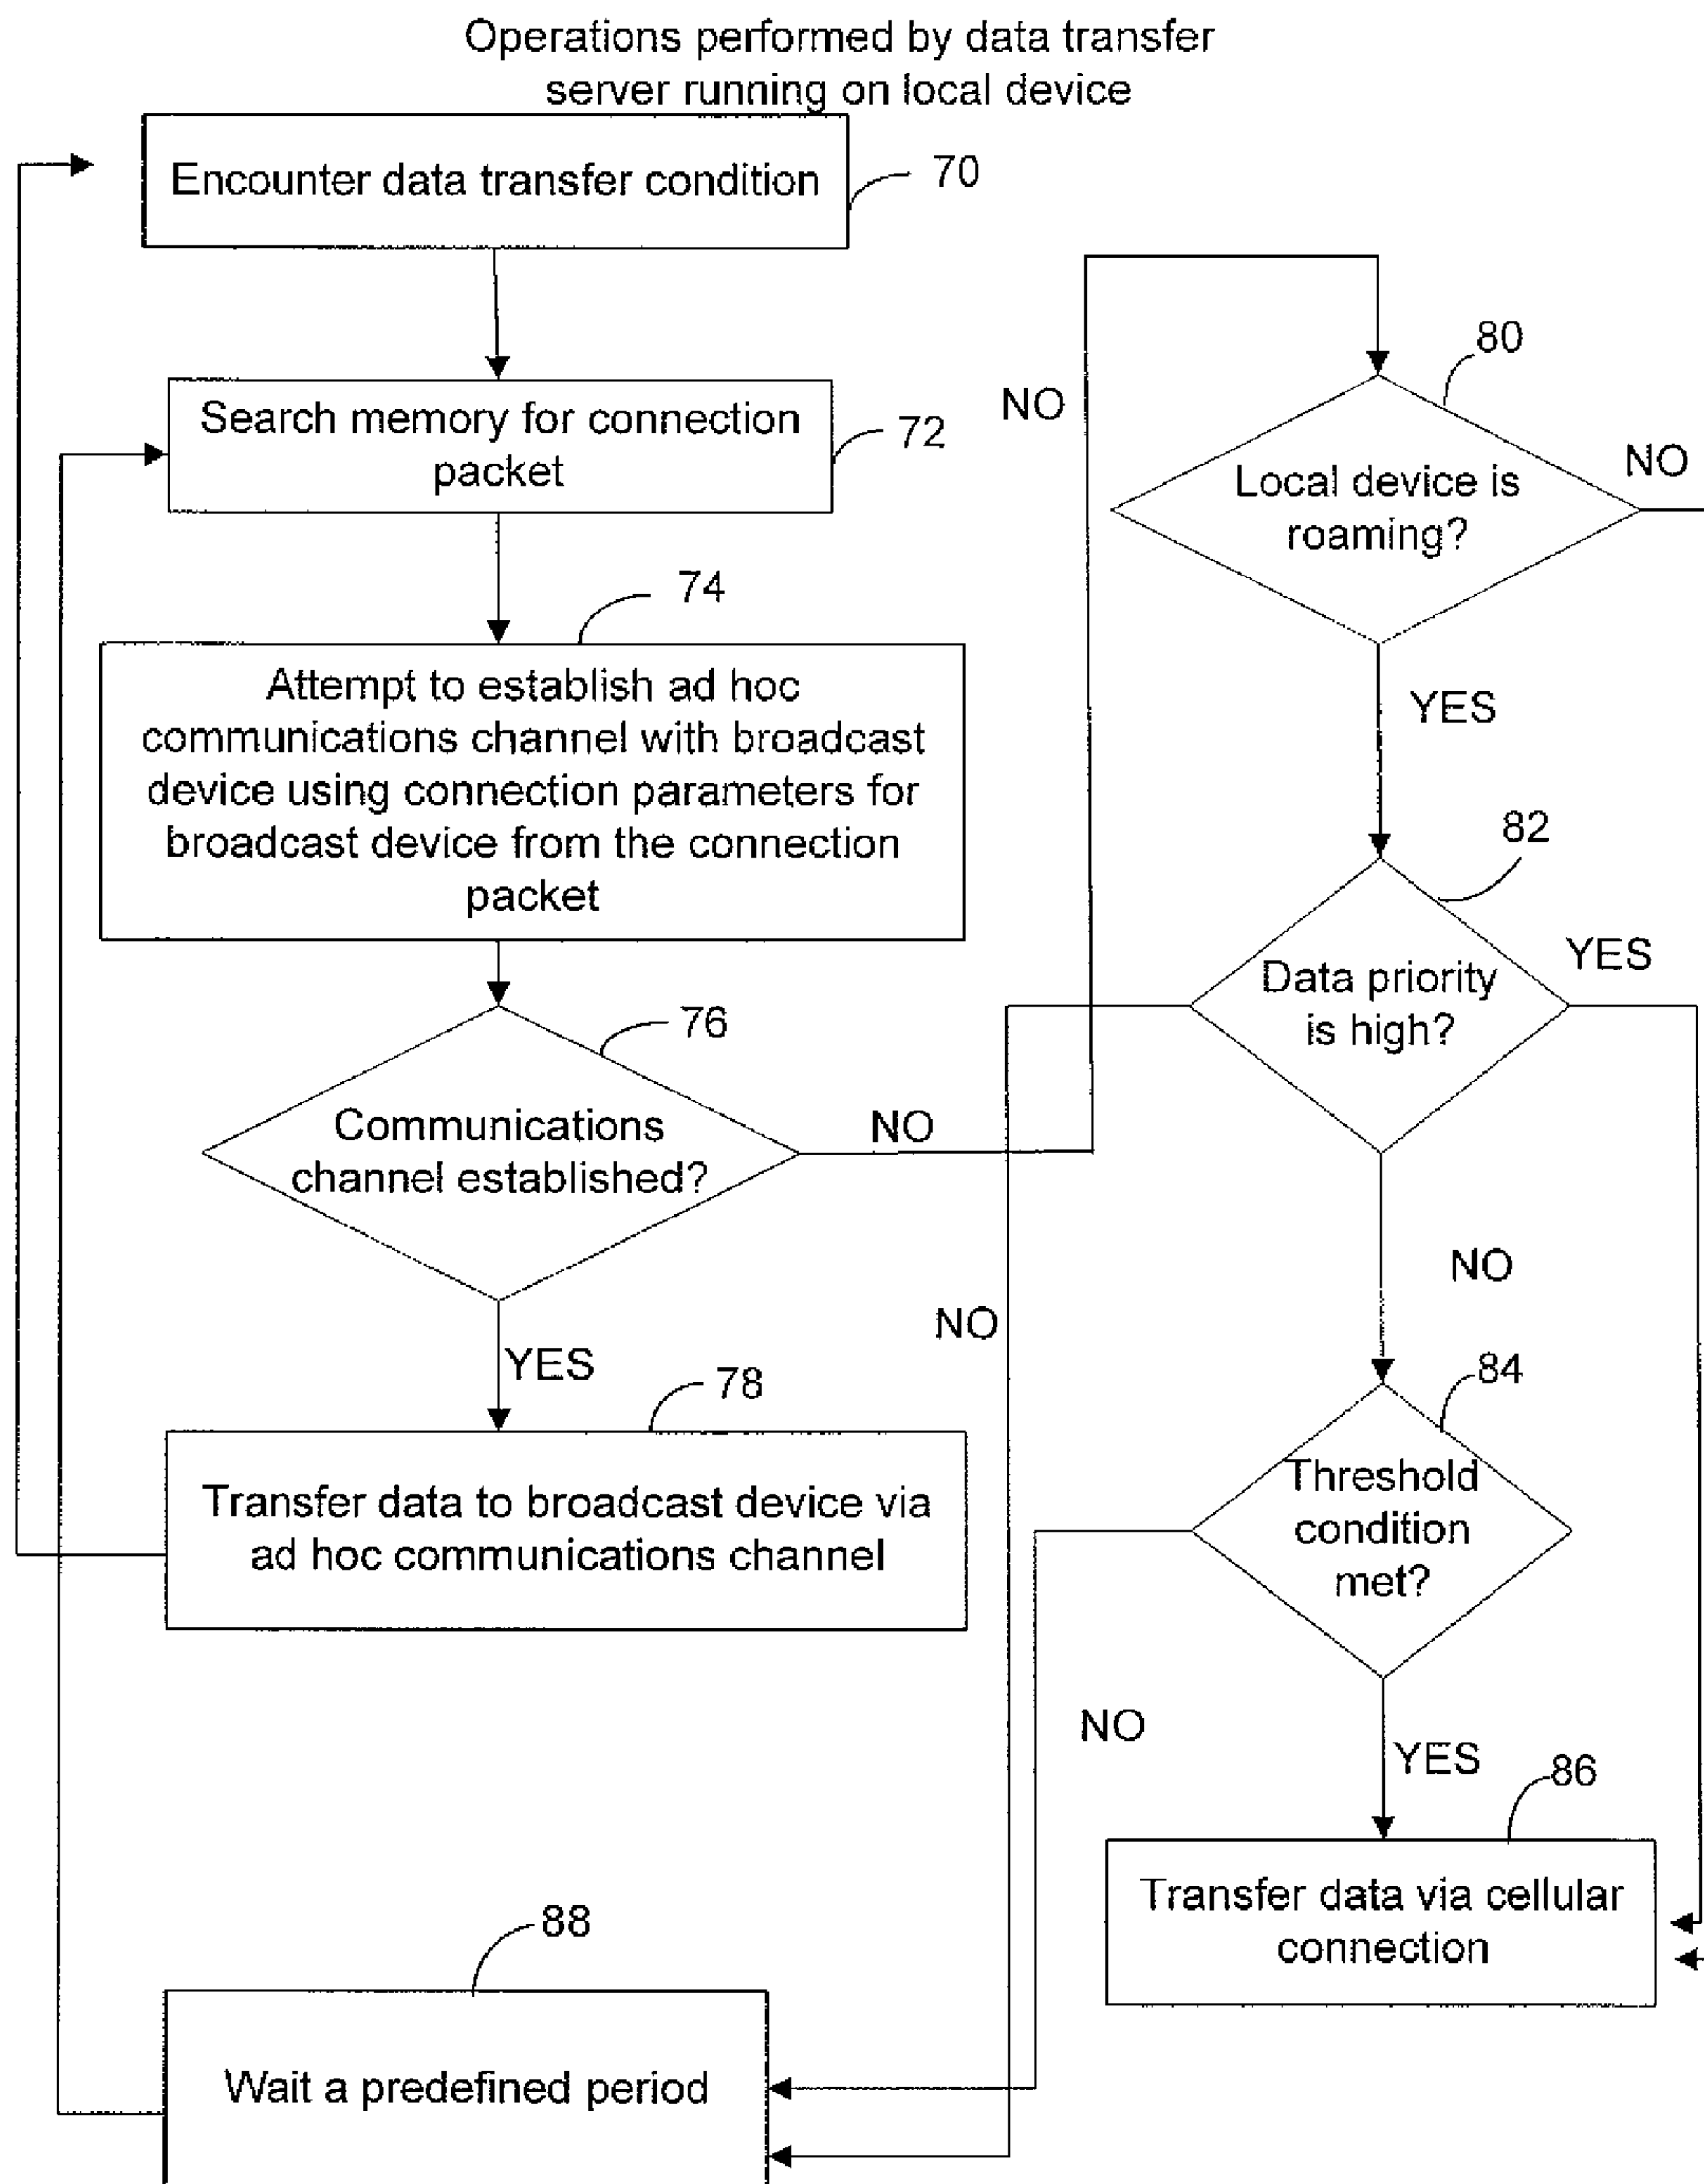 Operations performed by data transfer
server running on local device
Encounter data transfer condition
70
Search memory for connection
packet
72
74
Attempt to establish ad hoc
communications channel with broadcast
device using connection parameters for
broadcast device from the connection
packet
76
Communications
channel established?
NO
YES
78
Transfer data to broadcast device via
ad hoc communications channel
NO
80
Local device is
roaming?
NO
YES
82
Data priority
is high?
YES
NO
NO
84
Threshold
condition
met?
NO
YES
86
Transfer data via cellular
connection
88
Wait a predefined period